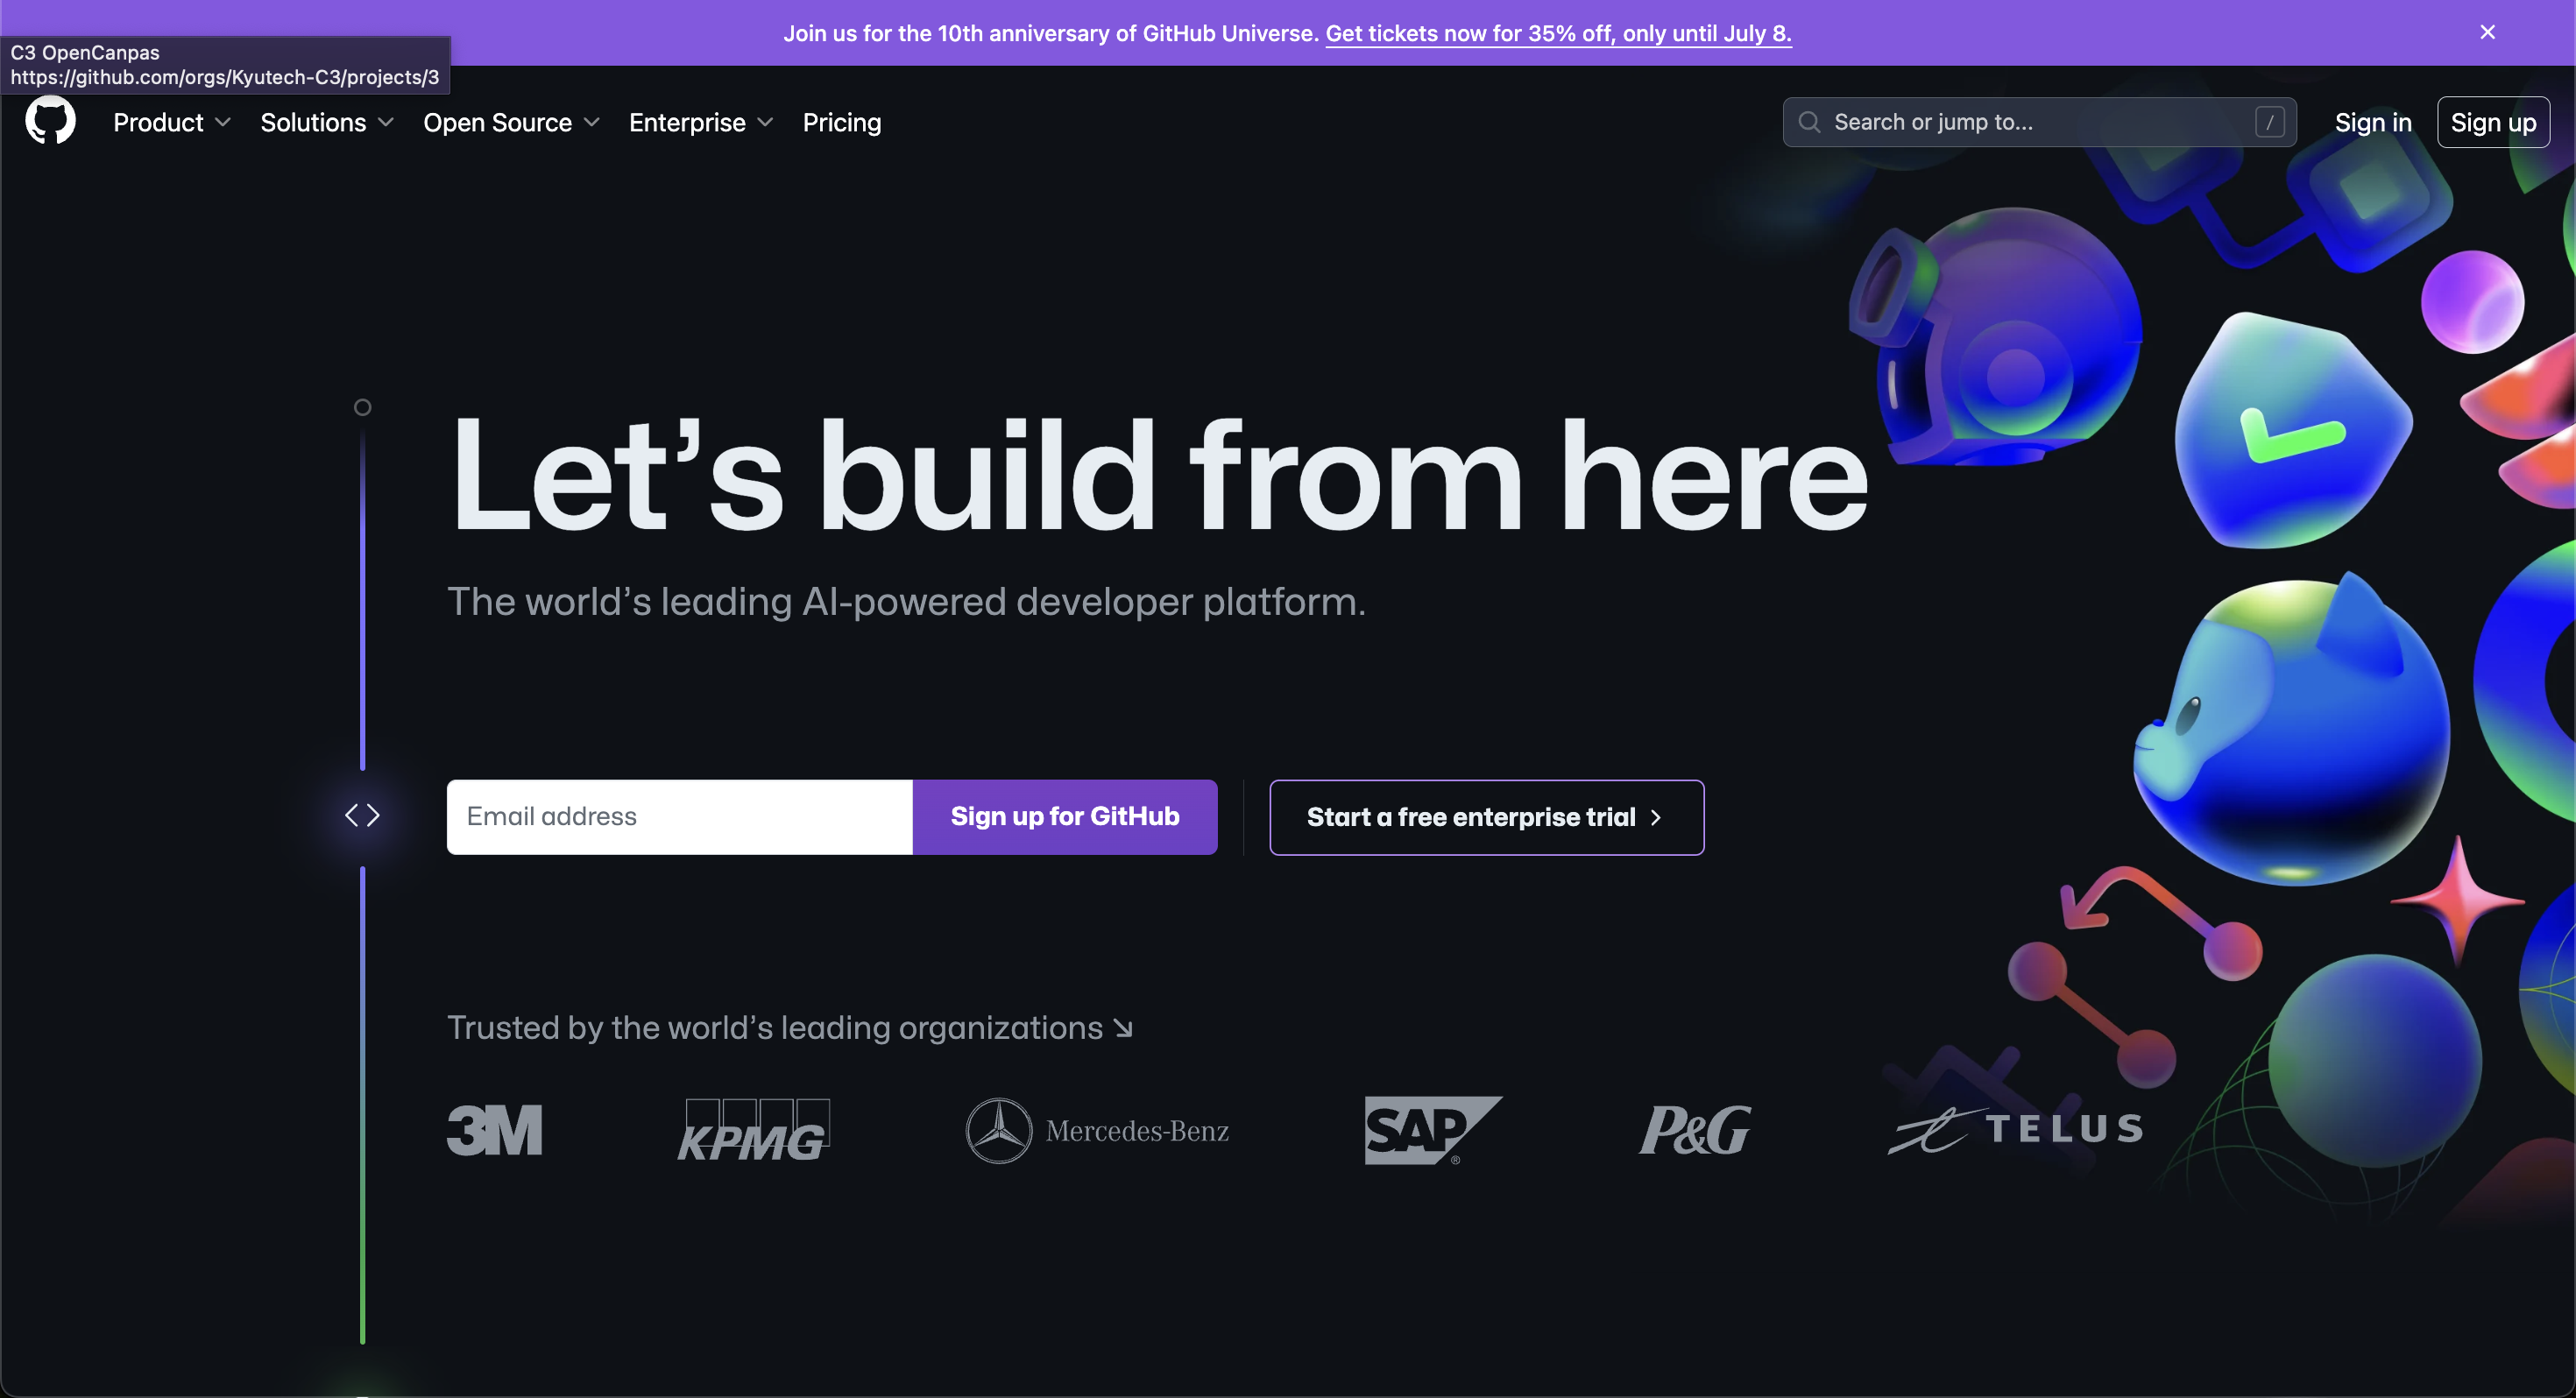 Join us for the 10th anniversary of GitHub Universe. Get tickets now for 35% off, only until July 8.
C3 OpenCanpas
https://github.com/orgs/Kyutech-C3/projects/3
Product Solutions Open Source Enterprise Pricing Search or jump to... / Sign in Sign up
Let’s build from here
The world’s leading AI-powered developer platform.
Email address Sign up for GitHub Start a free enterprise trial
Trusted by the world’s leading organizations
3M KPMG Mercedes-Benz SAP® P&G TELUS